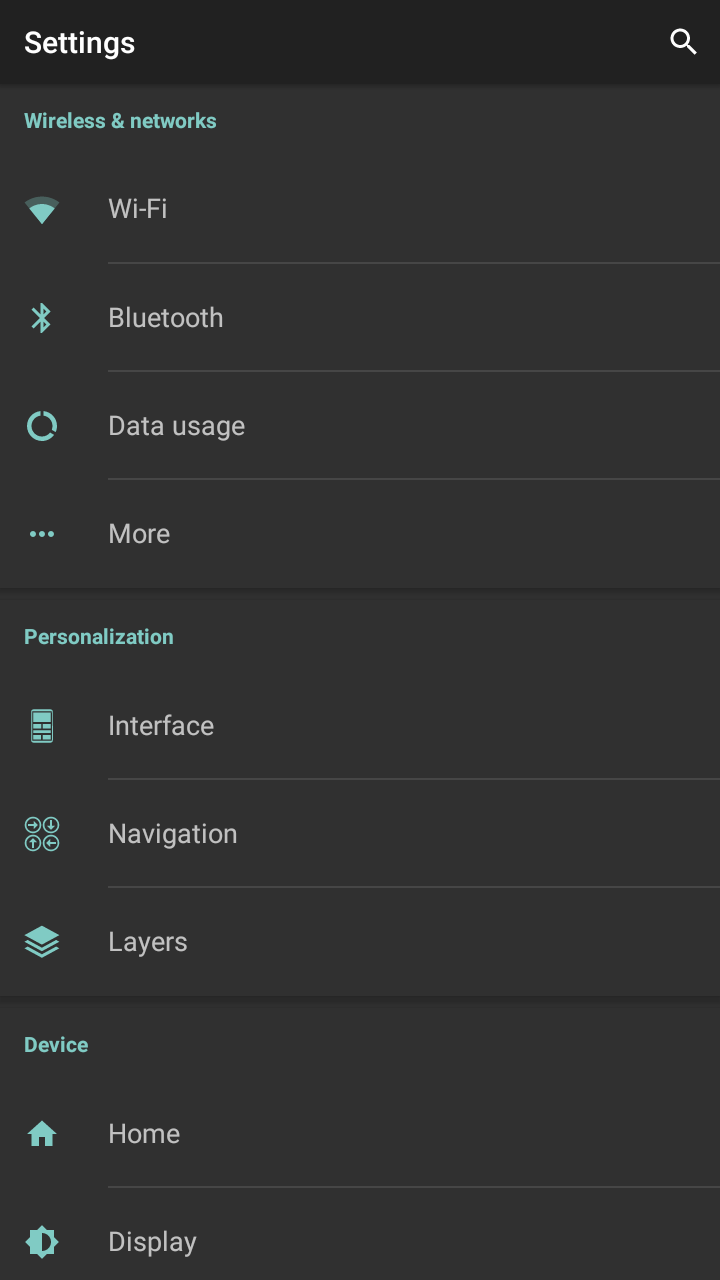 Settings
Wireless & networks
Wi-Fi
Bluetooth
Data usage
More
Personalization
Interface
Navigation
Layers
Device
Home
Display